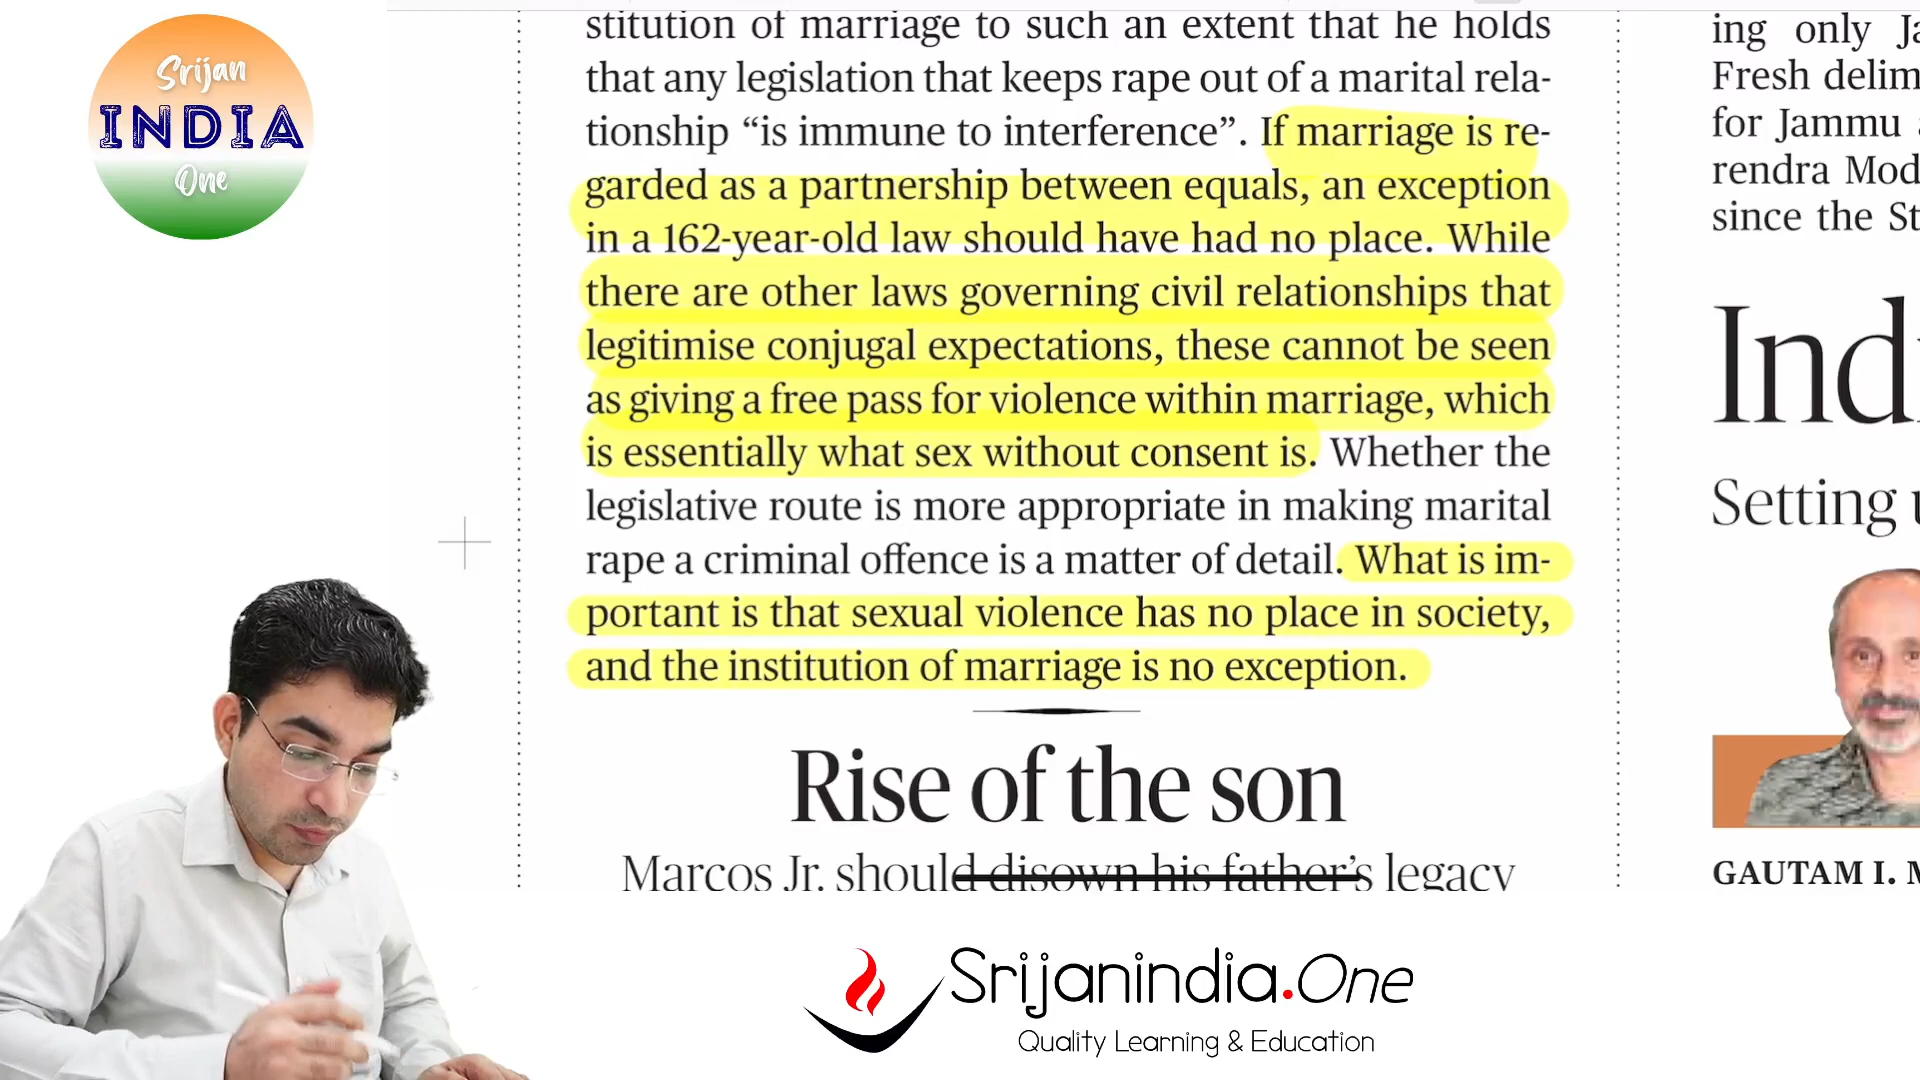 Srijan
INDIA
One
stitution of marriage to such an extent that he holds
that any legislation that keeps rape out of a marital rela-
tionship “is immune to interference”. If marriage is re-
garded as a partnership between equals, an exception
in a 162-year-old law should have had no place. While
there are other laws governing civil relationships that
legitimise conjugal expectations, these cannot be seen
as giving a free pass for violence within marriage, which
is essentially what sex without consent is. Whether the
legislative route is more appropriate in making marital
rape a criminal offence is a matter of detail. What is im-
portant is that sexual violence has no place in society,
and the institution of marriage is no exception.
Rise of the son
Marcos Jr. should disown his father’s legacy
ing only Ja
Fresh delim
for Jammu
rendra Mod
since the St
Ind
Setting
GAUTAM I.
Srijanindia.One
Quality Learning & Education